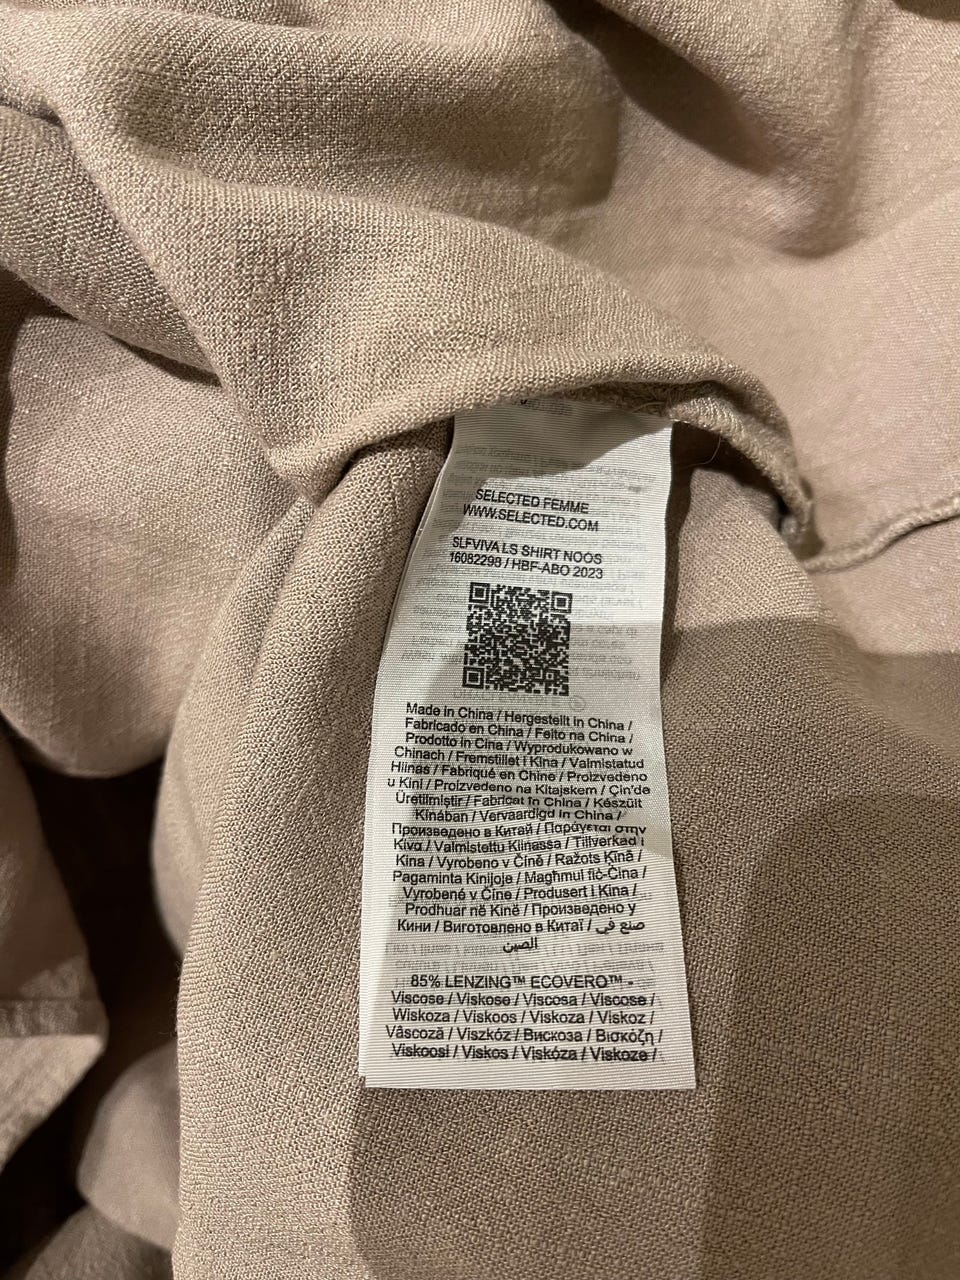 SELECTED FEMME
WWW.SELECTED.COM
SLFVIVA LS SHIRT NOOS
16082298 / HBF-ABO 2023
Made in China / Hergestellt in China /
Fabricado en China / Feito na China /
Prodotto in Cina / Wyprodukowano w
Chinach / Fremstillet i Kina / Valmistatud
Hiinas / Fabriqué en Chine / Proizvedeno
u Kini / Proizvedeno na Kitajskem / Çin'de
Üretilmiştir / Fabricat în China / Készült
Kínában / Vervaardigd in China /
Произведено в Китай / Παράγεται στην
Κίνα / Valmistettu Kiinassa / Tillverkad i
Kina / Vyrobeno v Číně / Ražots Ķīnā /
Pagaminta Kinijoje / Magħmul fiċ-Ċina /
Vyrobené v Číne / Produsert i Kina /
Prodhuar në Kinë / Произведено у
Кини / Виготовлено в Китаї / صنع في
الصين
85% LENZING™ ECOVERO™ -
Viscose / Viskose / Viscosa / Viscose /
Wiskoza / Viskoos / Viskoza / Viskoz /
Vâscoză / Viszkóz / Вискоза / Βισκόζη /
Viskoosi / Viskos / Viskóza / Viskoze /